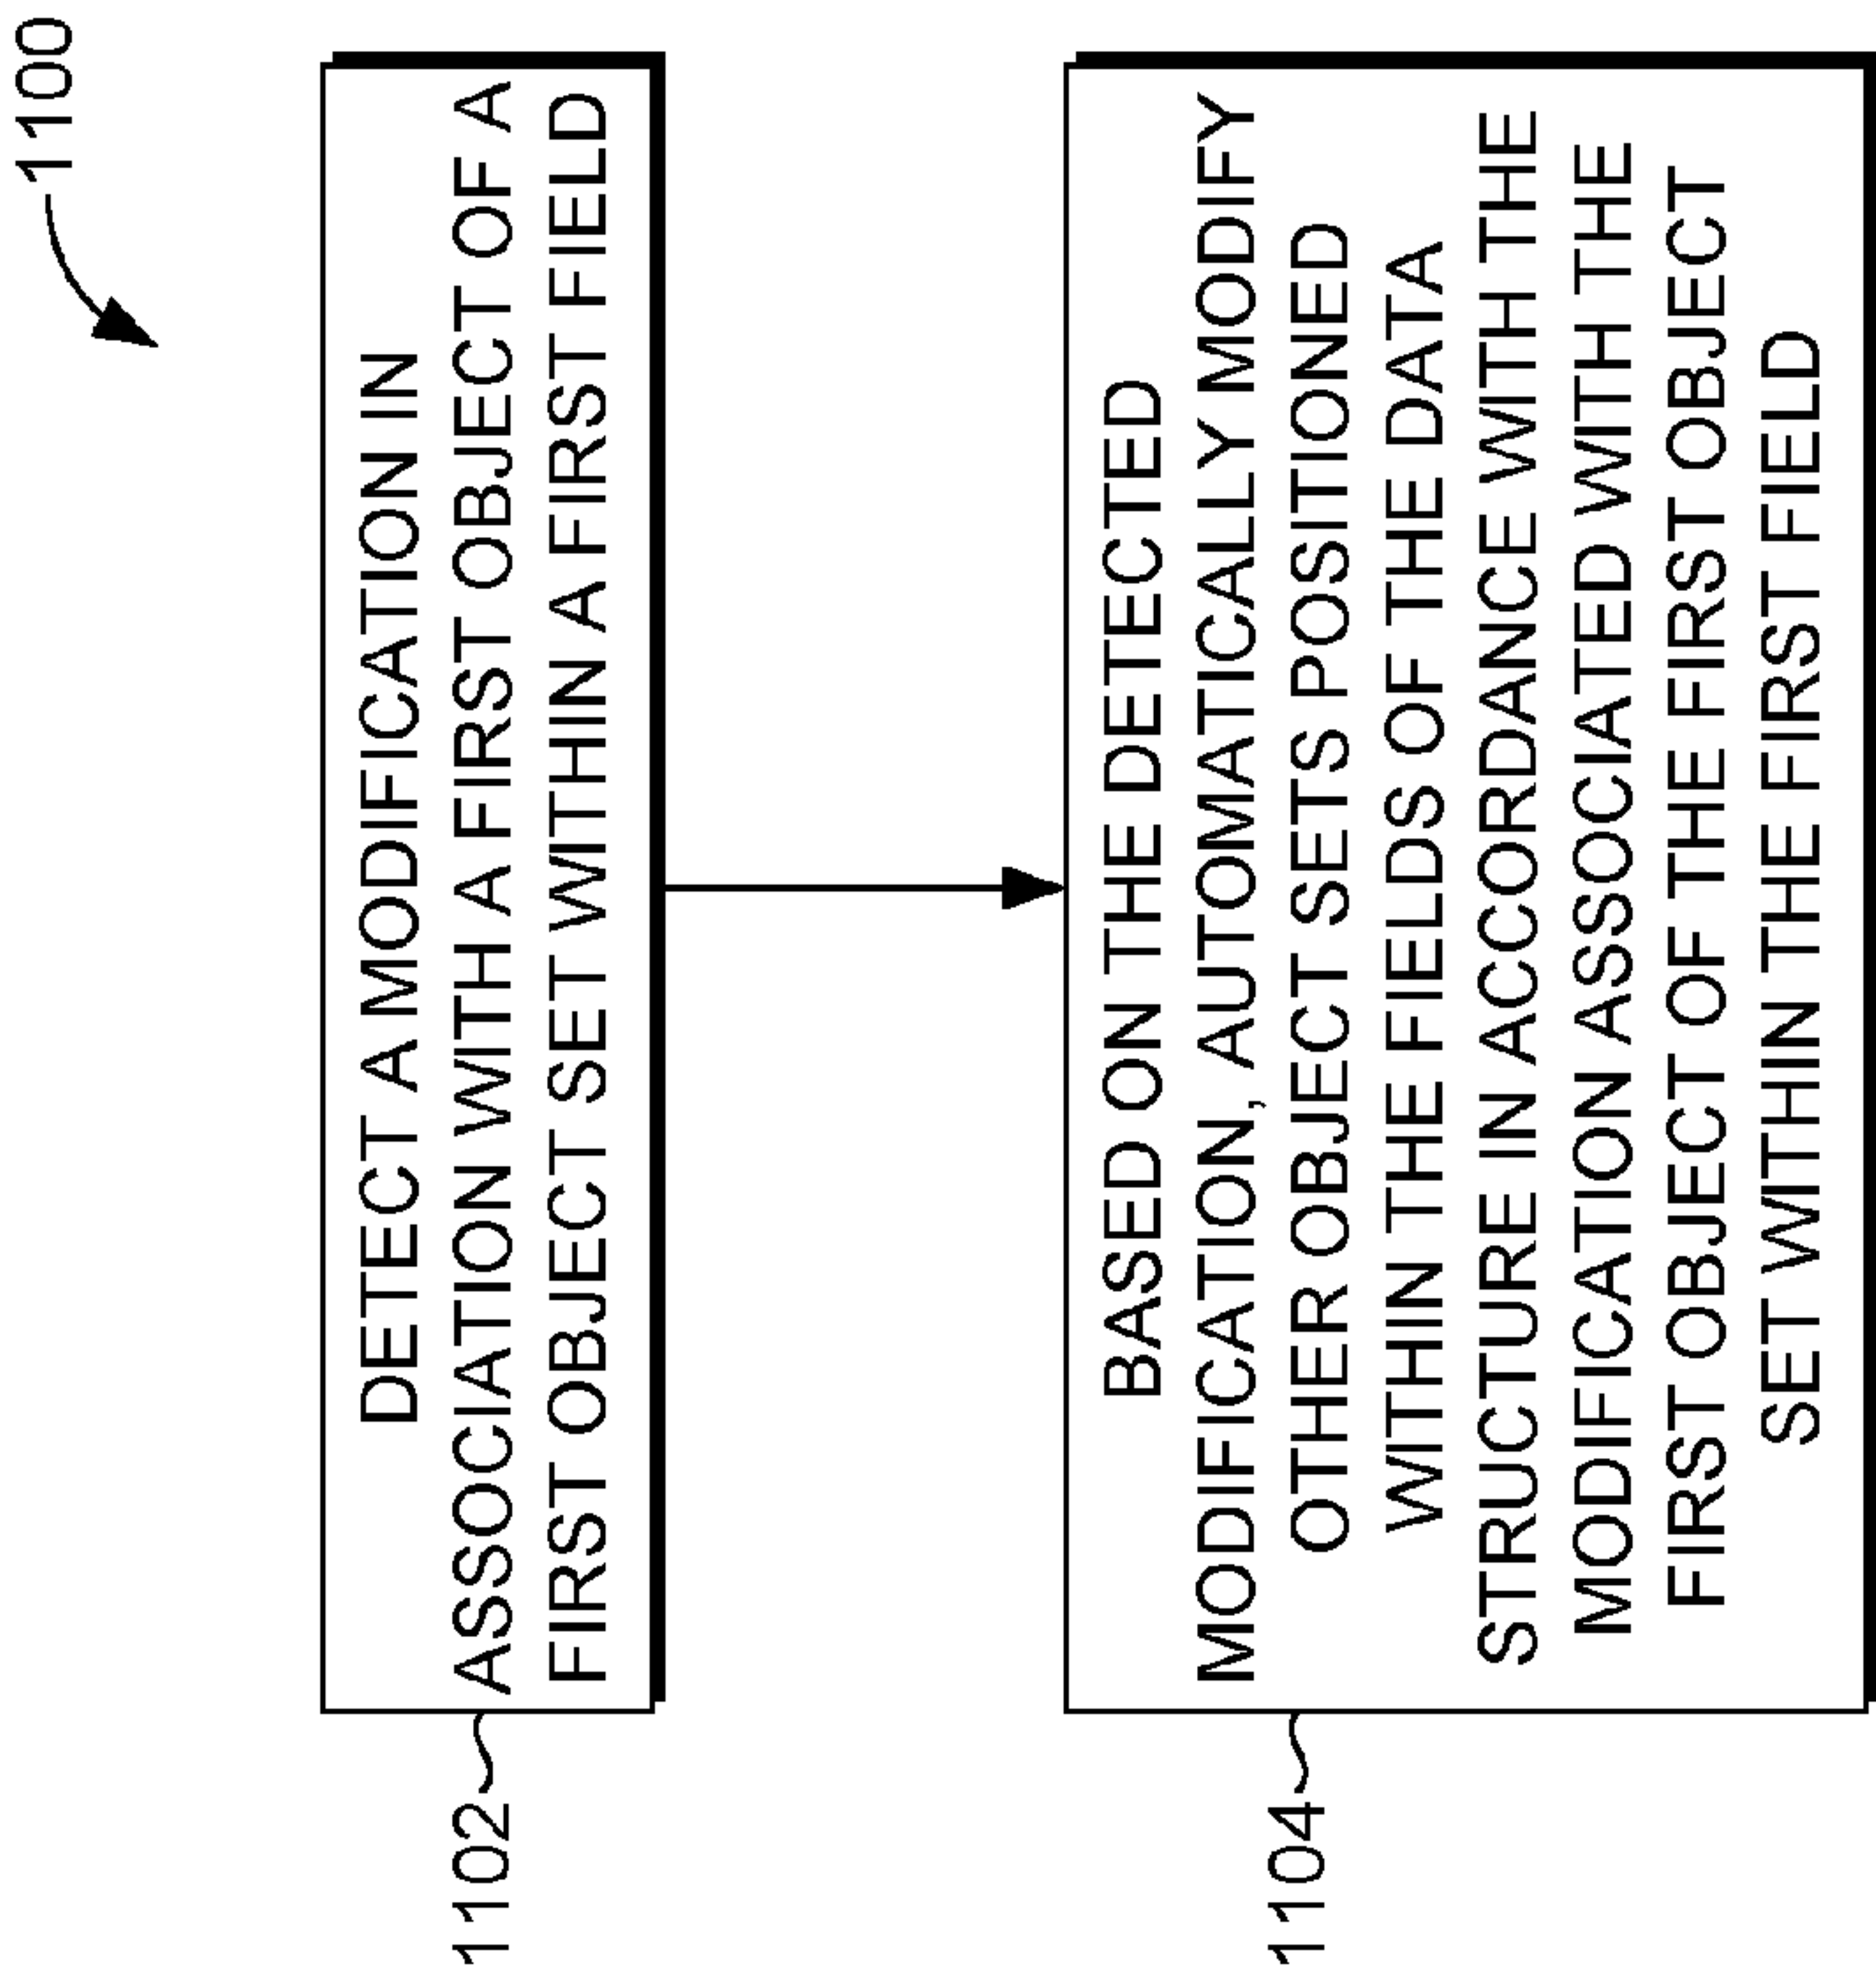 1100
1102
DETECT A MODIFICATION IN
ASSOCIATION WITH A FIRST OBJECT OF A
FIRST OBJECT SET WITHIN A FIRST FIELD
1104
BASED ON THE DETECTED
MODIFICATION, AUTOMATICALLY MODIFY
OTHER OBJECT SETS POSITIONED
WITHIN THE FIELDS OF THE DATA
STRUCTURE IN ACCORDANCE WITH THE
MODIFICATION ASSOCIATED WITH THE
FIRST OBJECT OF THE FIRST OBJECT
SET WITHIN THE FIRST FIELD